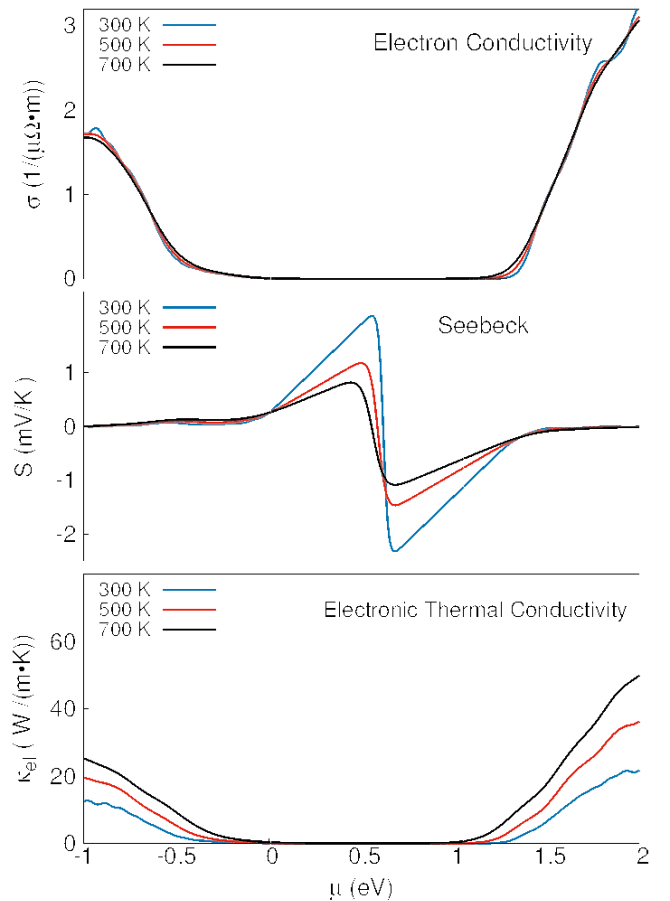 3
300 K
500 K
700 K
Electron Conductivity
2
1
0
σ (1/(μΩ•m))
300 K
500 K
700 K
Seebeck
1
0
-1
-2
S (mV/K)
300 K
500 K
700 K
Electronic Thermal Conductivity
60
40
20
0
κel ( W /(m•K))
-1 -0.5 0 0.5 1 1.5 2
μ (eV)